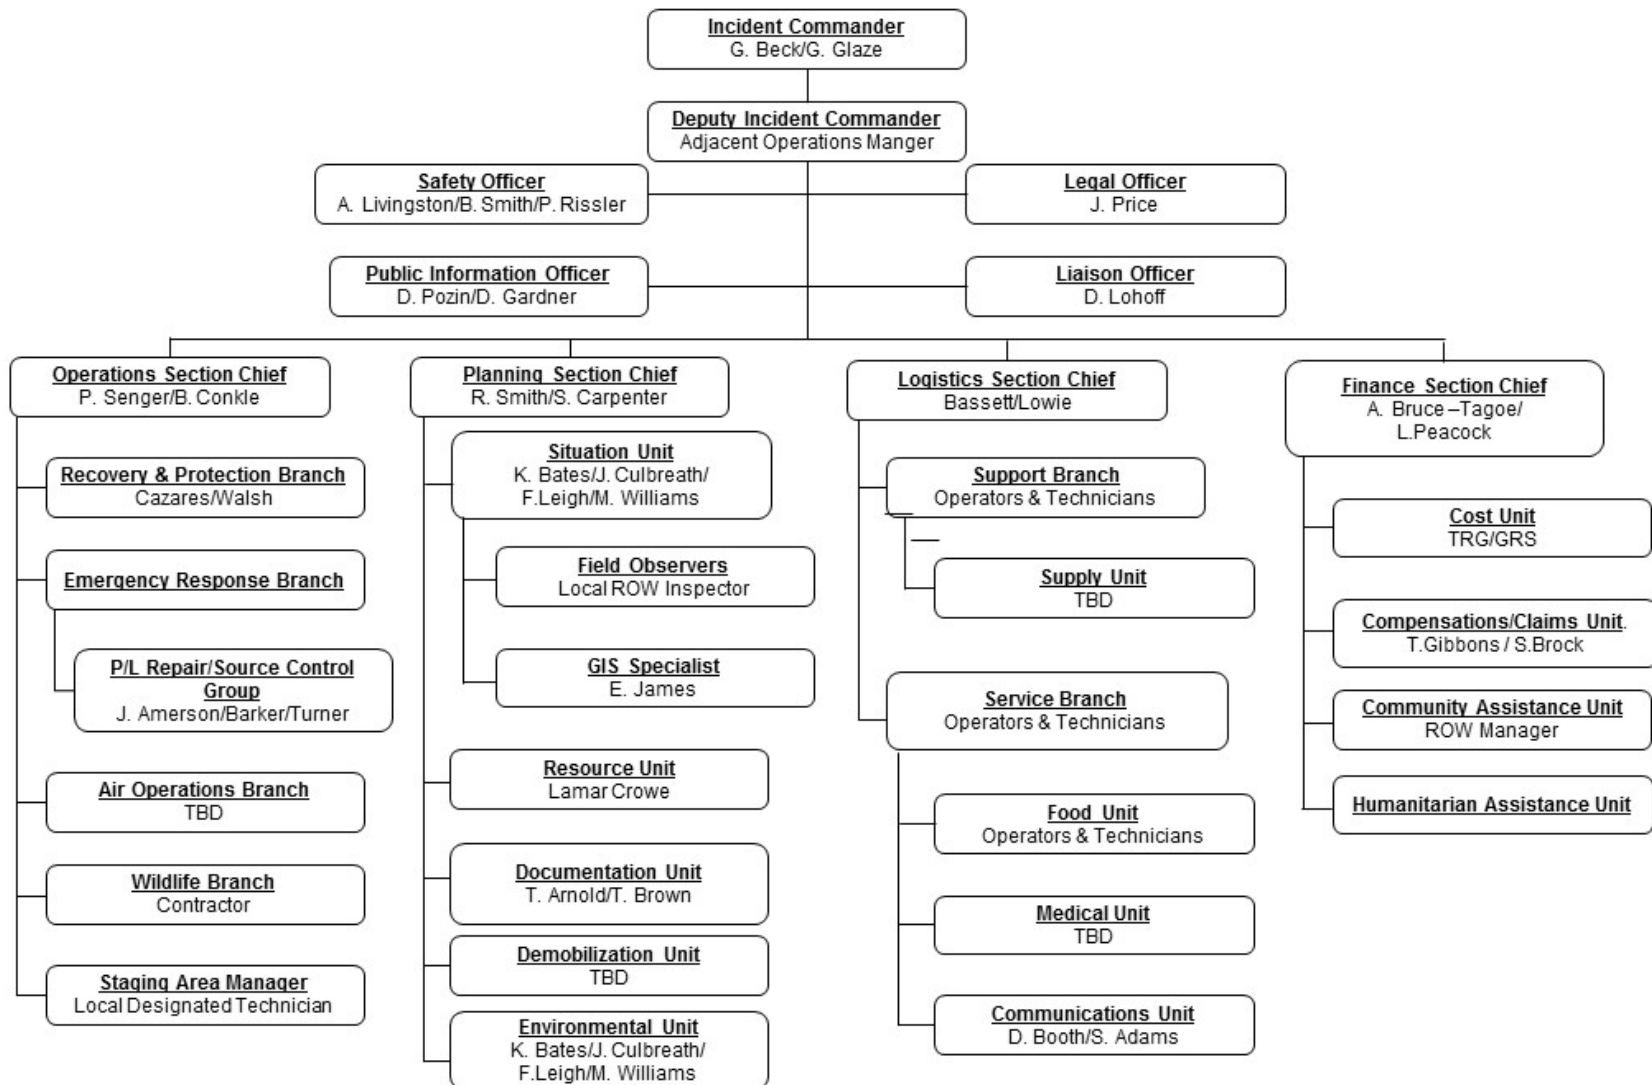 Incident Commander
G. Beck/G. Glaze
Deputy Incident Commander
Adjacent Operations Manger
Safety Officer
A. Livingston/B. Smith/P. Rissler
Legal Officer
J. Price
Public Information Officer
D. Pozin/D. Gardner
Liaison Officer
D. Lohoff
Operations Section Chief
P. Senger/B. Conkle
Recovery & Protection Branch
Cazares/Walsh
Emergency Response Branch
P/L Repair/Source Control
Group
J. Amerson/Barker/Turner
Air Operations Branch
TBD
Wildlife Branch
Contractor
Staging Area Manager
Local Designated Technician
Planning Section Chief
R. Smith/S. Carpenter
Situation Unit
K. Bates/J. Culbreath/
F.Leigh/M. Williams
Field Observers
Local ROW Inspector
GIS Specialist
E. James
Resource Unit
Lamar Crowe
Documentation Unit
T. Arnold/T. Brown
Demobilization Unit
TBD
Environmental Unit
K. Bates/J. Culbreath/
F.Leigh/M. Williams
Logistics Section Chief
Bassett/Lowie
Support Branch
Operators & Technicians
Supply Unit
TBD
Service Branch
Operators & Technicians
Food Unit
Operators & Technicians
Medical Unit
TBD
Communications Unit
D. Booth/S. Adams
Finance Section Chief
A. Bruce –Tagoe/
L.Peacock
Cost Unit
TRG/GRS
Compensations/Claims Unit.
T.Gibbons / S.Brock
Community Assistance Unit
ROW Manager
Humanitarian Assistance Unit